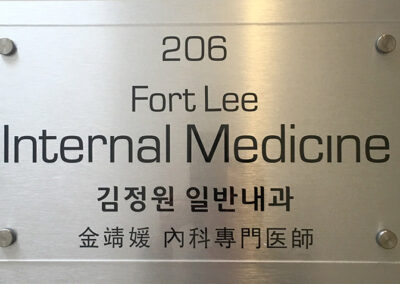 206
Fort Lee
Internal Medicine
김정원 일반내과
金靖媛 內科專門医師